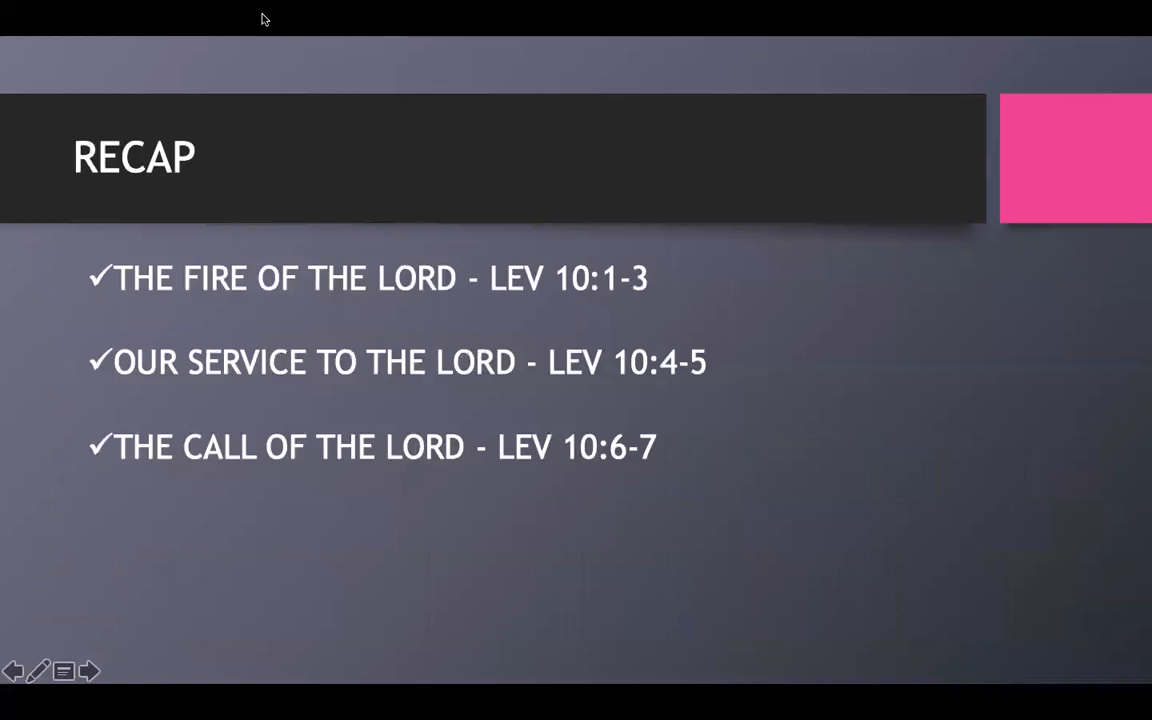 RECAP
✓THE FIRE OF THE LORD - LEV 10:1-3
✓OUR SERVICE TO THE LORD - LEV 10:4-5
✓THE CALL OF THE LORD - LEV 10:6-7